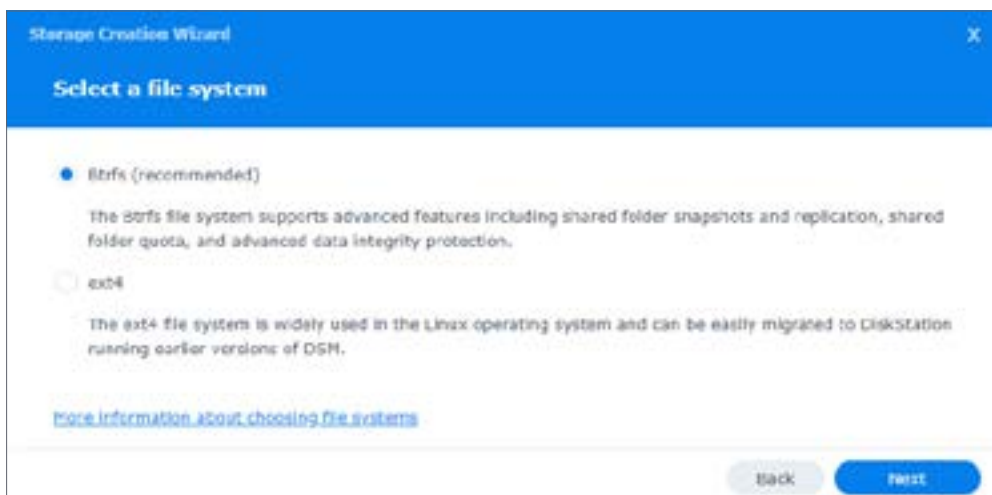 Storage Creation Wizard
X
Select a file system
Btrfs (recommended)
The Btrfs file system supports advanced features including shared folder snapshots and replication, shared
folder quota, and advanced data integrity protection.
ext4
The ext4 file system is widely used in the Linux operating system and can be easily migrated to DiskStation
running earlier versions of DSM.
More information about choosing file systems
Back
Next